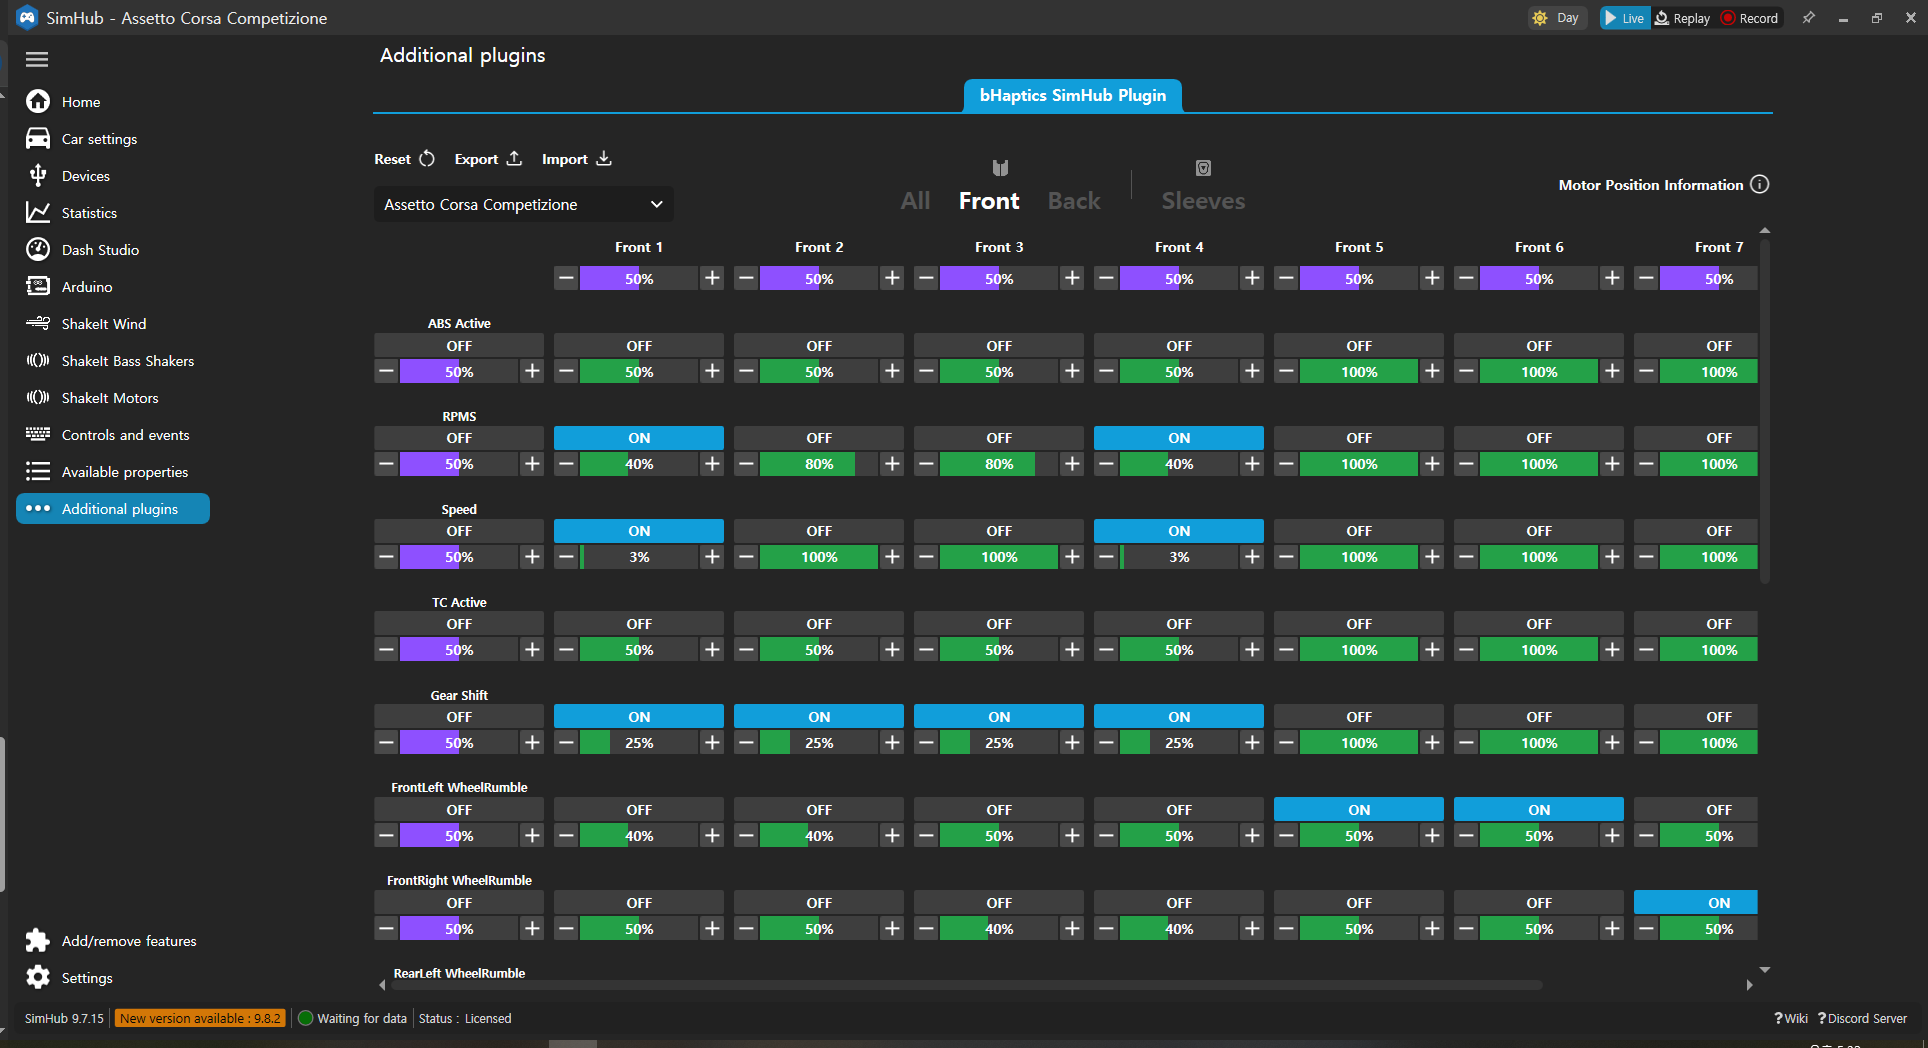 SimHub - Assetto Corsa Competizione
Day
Live
Replay
Record
Additional plugins
bHaptics SimHub Plugin
Home
Car settings
Devices
Statistics
Dash Studio
Arduino
ShakeIt Wind
ShakeIt Bass Shakers
ShakeIt Motors
Controls and events
Available properties
Additional plugins
Add/remove features
Settings
Reset
Export
Import
Assetto Corsa Competizione
All
Front
Back
Sleeves
Motor Position Information
Front 1 Front 2 Front 3 Front 4 Front 5 Front 6 Front 7
50% 50% 50% 50% 50% 50% 50%
ABS Active
OFF OFF OFF OFF OFF OFF OFF OFF
50% 50% 50% 50% 50% 100% 100% 100%
RPMS
OFF ON OFF OFF ON OFF OFF OFF
50% 40% 80% 80% 40% 100% 100% 100%
Speed
OFF ON OFF OFF ON OFF OFF OFF
50% 3% 100% 100% 3% 100% 100% 100%
TC Active
OFF OFF OFF OFF OFF OFF OFF OFF
50% 50% 50% 50% 50% 100% 100% 100%
Gear Shift
OFF ON ON ON ON OFF OFF OFF
50% 25% 25% 25% 25% 100% 100% 100%
FrontLeft WheelRumble
OFF OFF OFF OFF OFF ON ON OFF
50% 40% 40% 50% 50% 50% 50% 50%
FrontRight WheelRumble
OFF OFF OFF OFF OFF OFF OFF ON
50% 50% 50% 40% 40% 50% 50% 50%
RearLeft WheelRumble
SimHub 9.7.15
New version available : 9.8.2
Waiting for data
Status : Licensed
?Wiki
?Discord Server